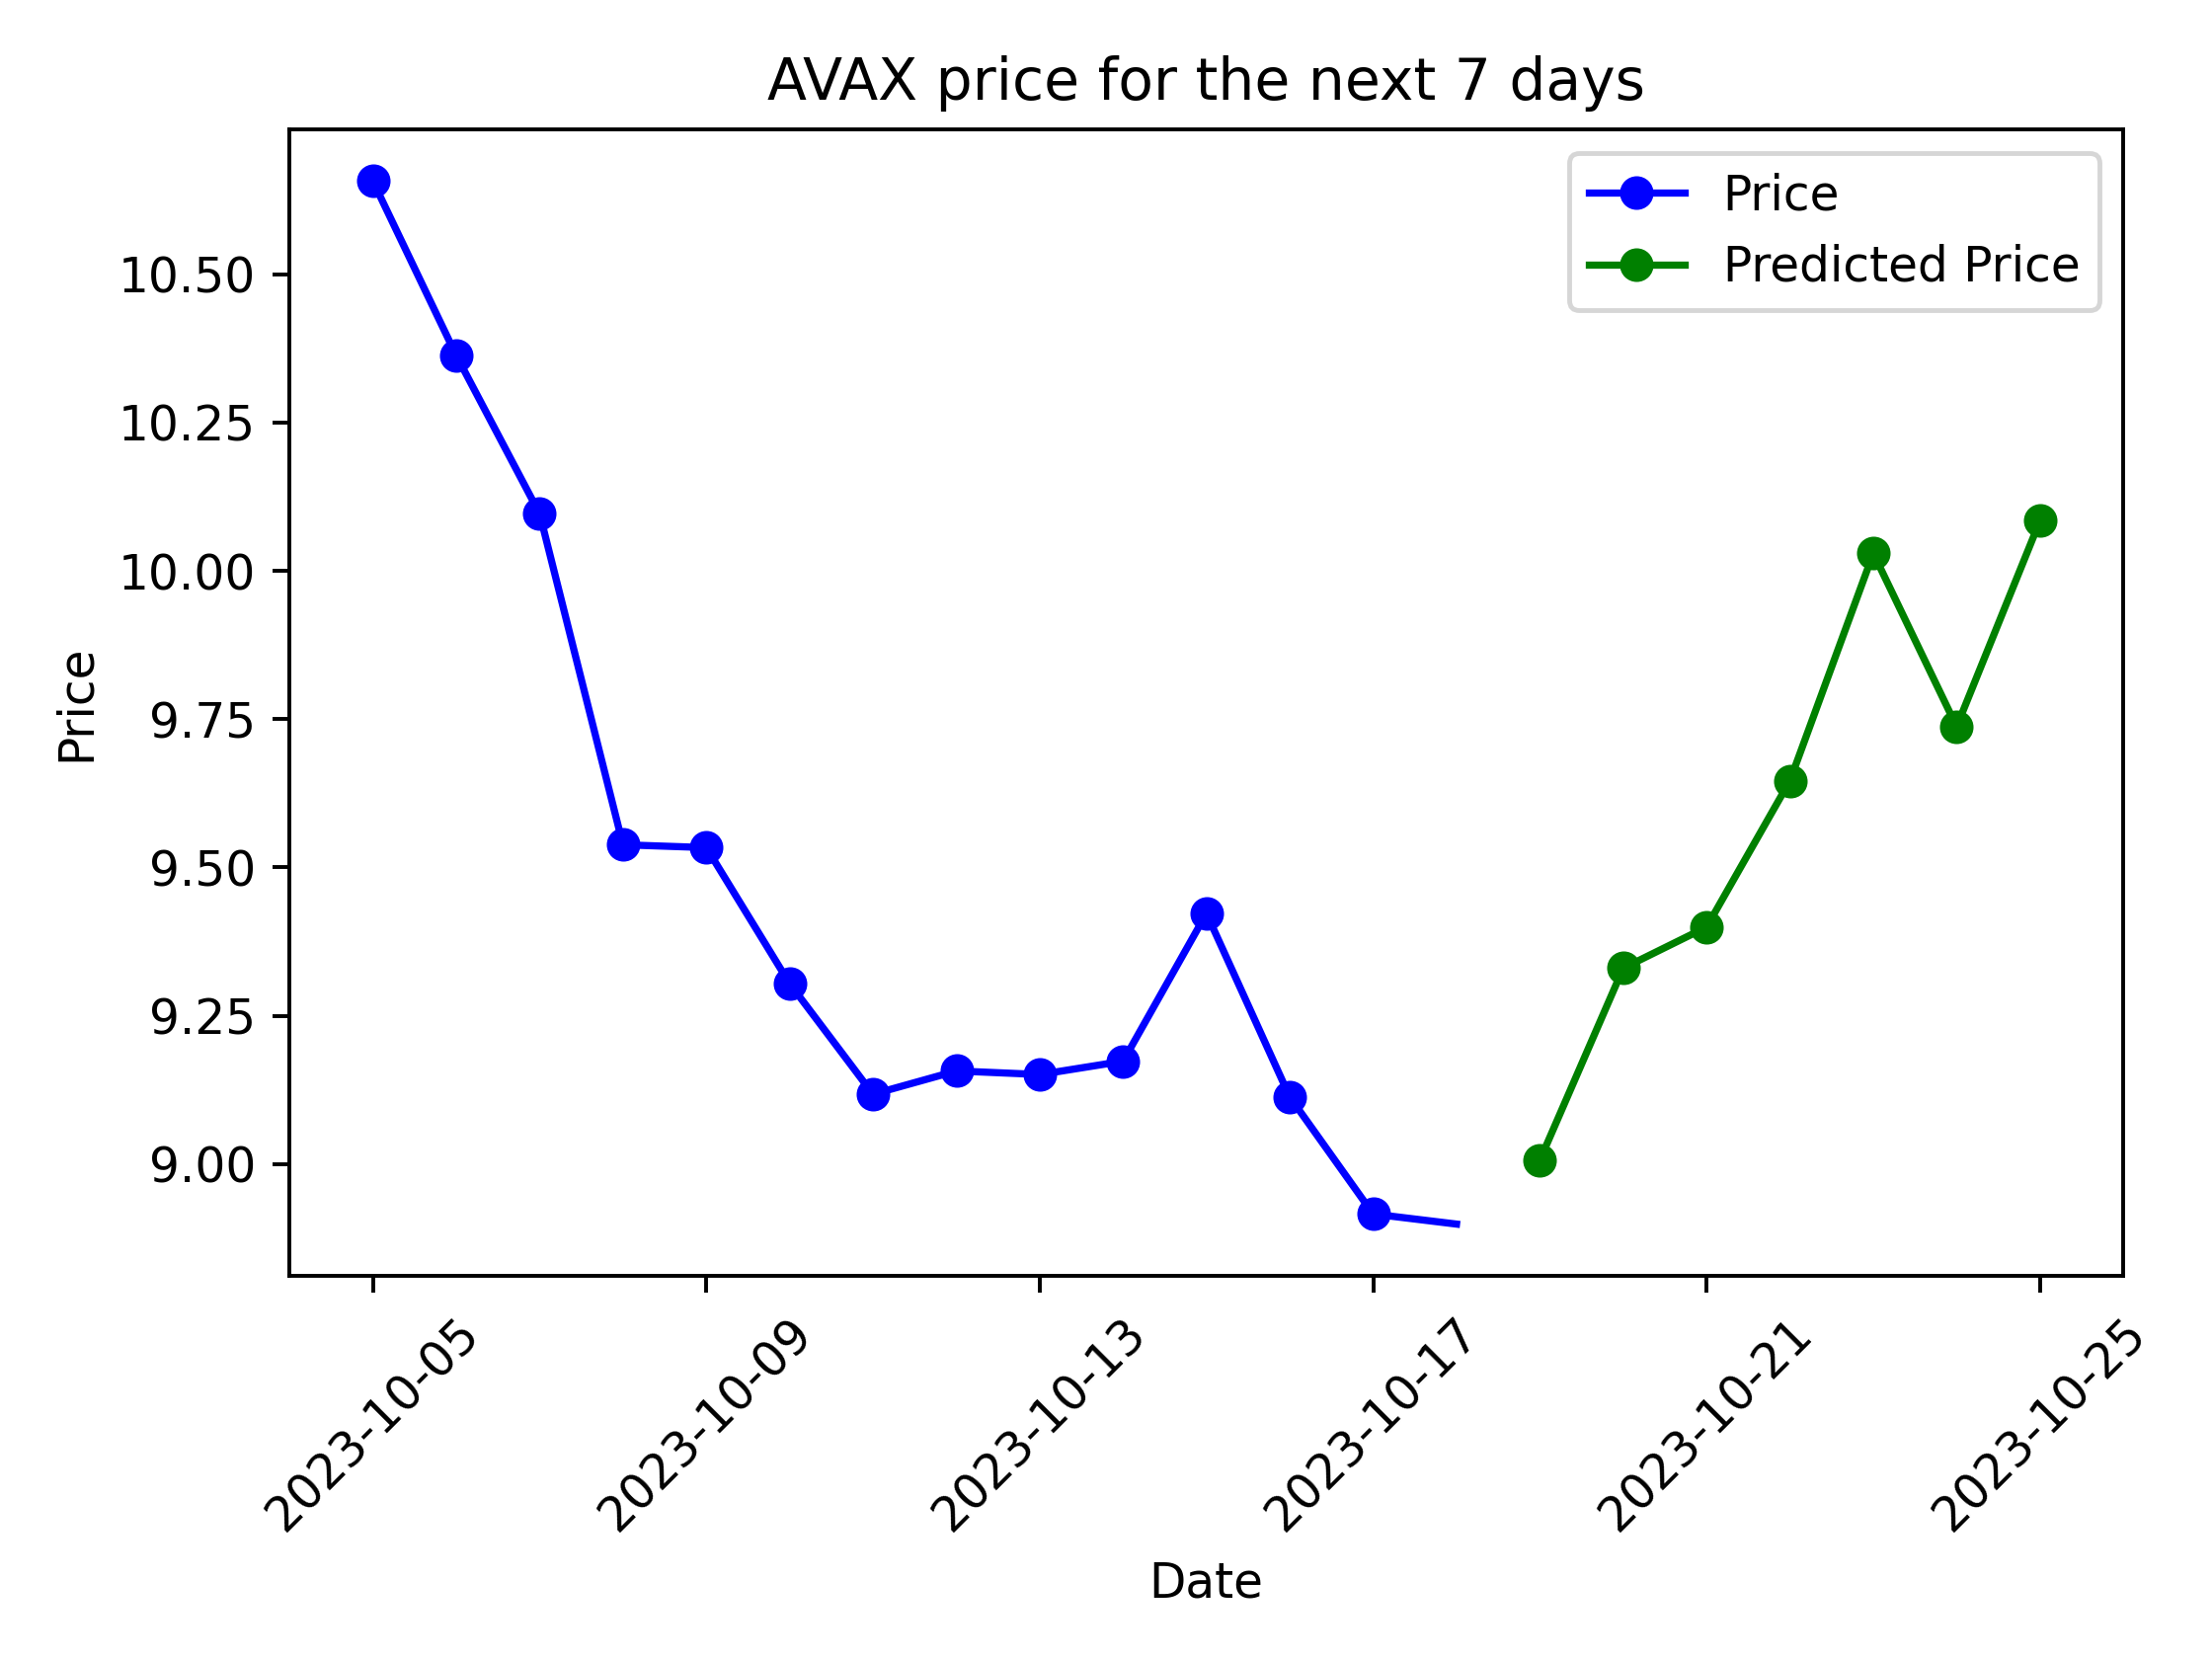 AVAX price for the next 7 days
Price
Predicted Price
10.50
10.25
10.00
9.75
9.50
9.25
9.00
Price
2023-10-05
2023-10-09
2023-10-13
2023-10-17
2023-10-21
2023-10-25
Date